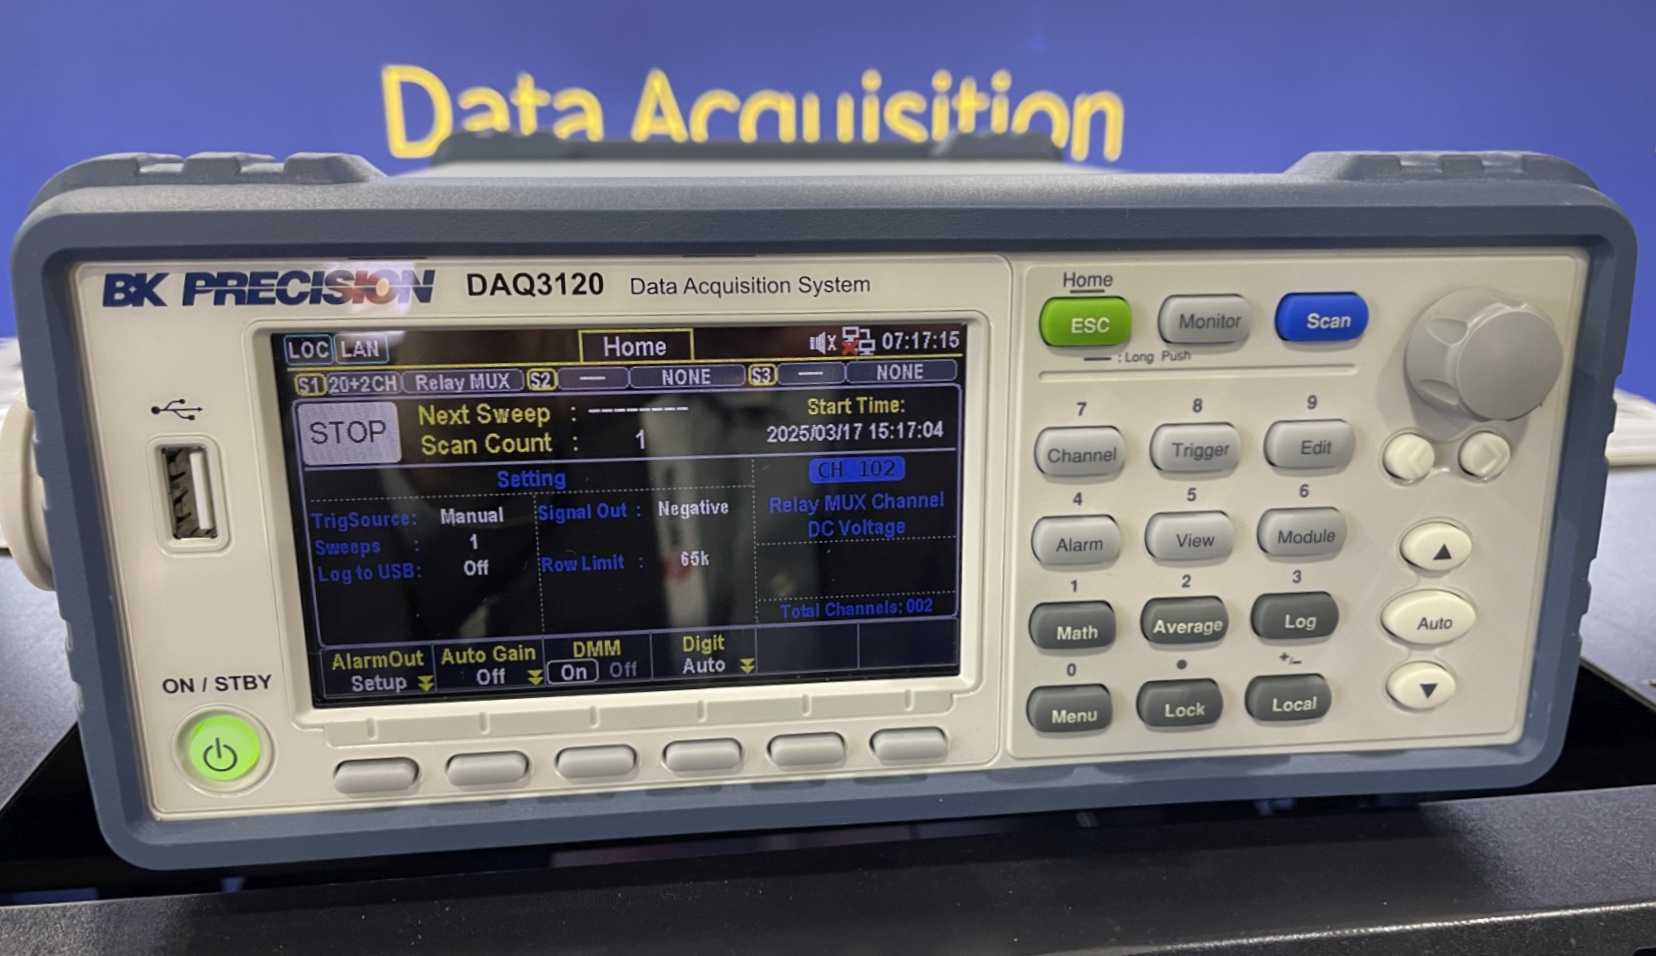 Data Acquisition
BK PRECISION DAQ3120 Data Acquisition System
LOC LAN Home 07:17:15
S1 20+2CH Relay MUX S2 --- NONE S3 --- NONE
STOP
Next Sweep : --------
Scan Count : 1
Start Time:
2025/03/17 15:17:04
Setting
TrigSource: Manual
Sweeps : 1
Log to USB: Off
Signal Out : Negative
Row Limit : 65k
CH 102
Relay MUX Channel
DC Voltage
Total Channels: 002
AlarmOut Auto Gain DMM Digit
Setup Off On Off Auto
ON / STBY
Home
ESC Monitor Scan
: Long Push
7 8 9
Channel Trigger Edit
4 5 6
Alarm View Module
1 2 3
Math Average Log
Auto
0 • +/−
Menu Lock Local